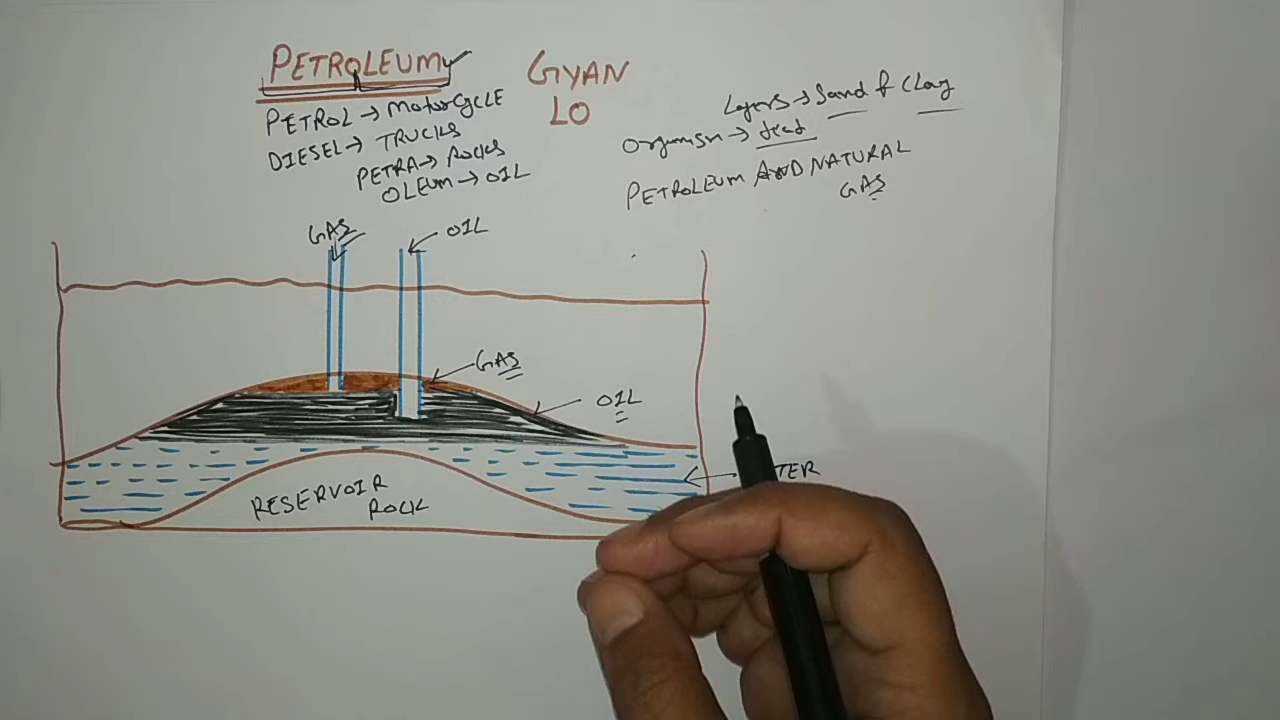 PETROLEUM
PETROL → MOTORCYCLE
DIESEL → TRUCKS
PETRA → ROCKS
OLEUM → OIL
GYAN
LO
Layers → Sand & Clay
Organism → dead
PETROLEUM AND NATURAL
GAS
GAS
OIL
GAS
OIL
TER
RESERVOIR
ROCK